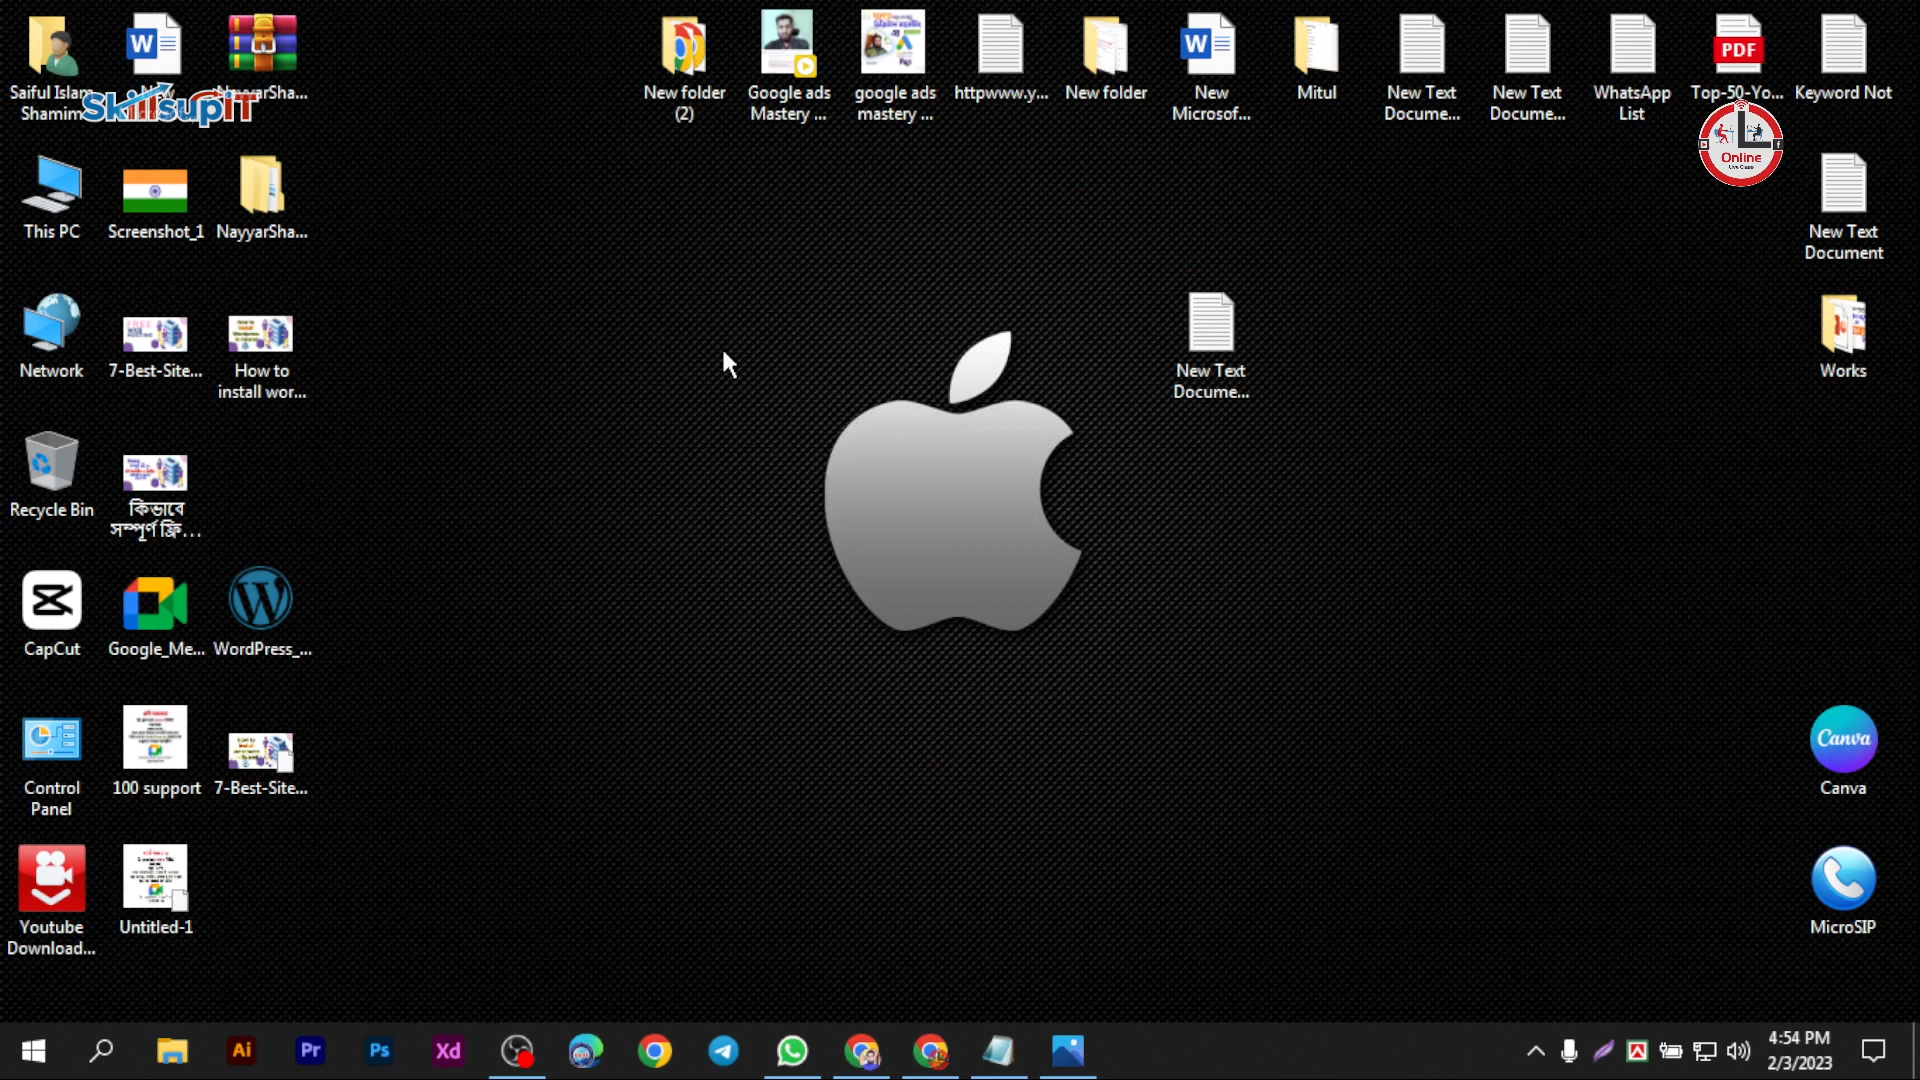 Saiful Islam
Shamim
New
NayyarSha...
SkillsupIT
New folder
(2)
Google ads
Mastery ...
google ads
mastery ...
httpwww.y...
New folder
New
Microsof...
Mitul
New Text
Docume...
New Text
Docume...
WhatsApp
List
PDF
Top-50-Yo...
Keyword Not
Online
Live Class
This PC
Screenshot_1
NayyarSha...
New Text
Document
Network
7-Best-Site...
How to
install wor...
New Text
Docume...
Works
Recycle Bin
কিভাবে
সম্পূর্ণ ফ্রি...
CapCut
Google_Me...
WordPress_...
Control
Panel
100 support
7-Best-Site...
Canva
Canva
Youtube
Download...
Untitled-1
MicroSIP
Ai
Pr
Ps
Xd
4:54 PM
2/3/2023